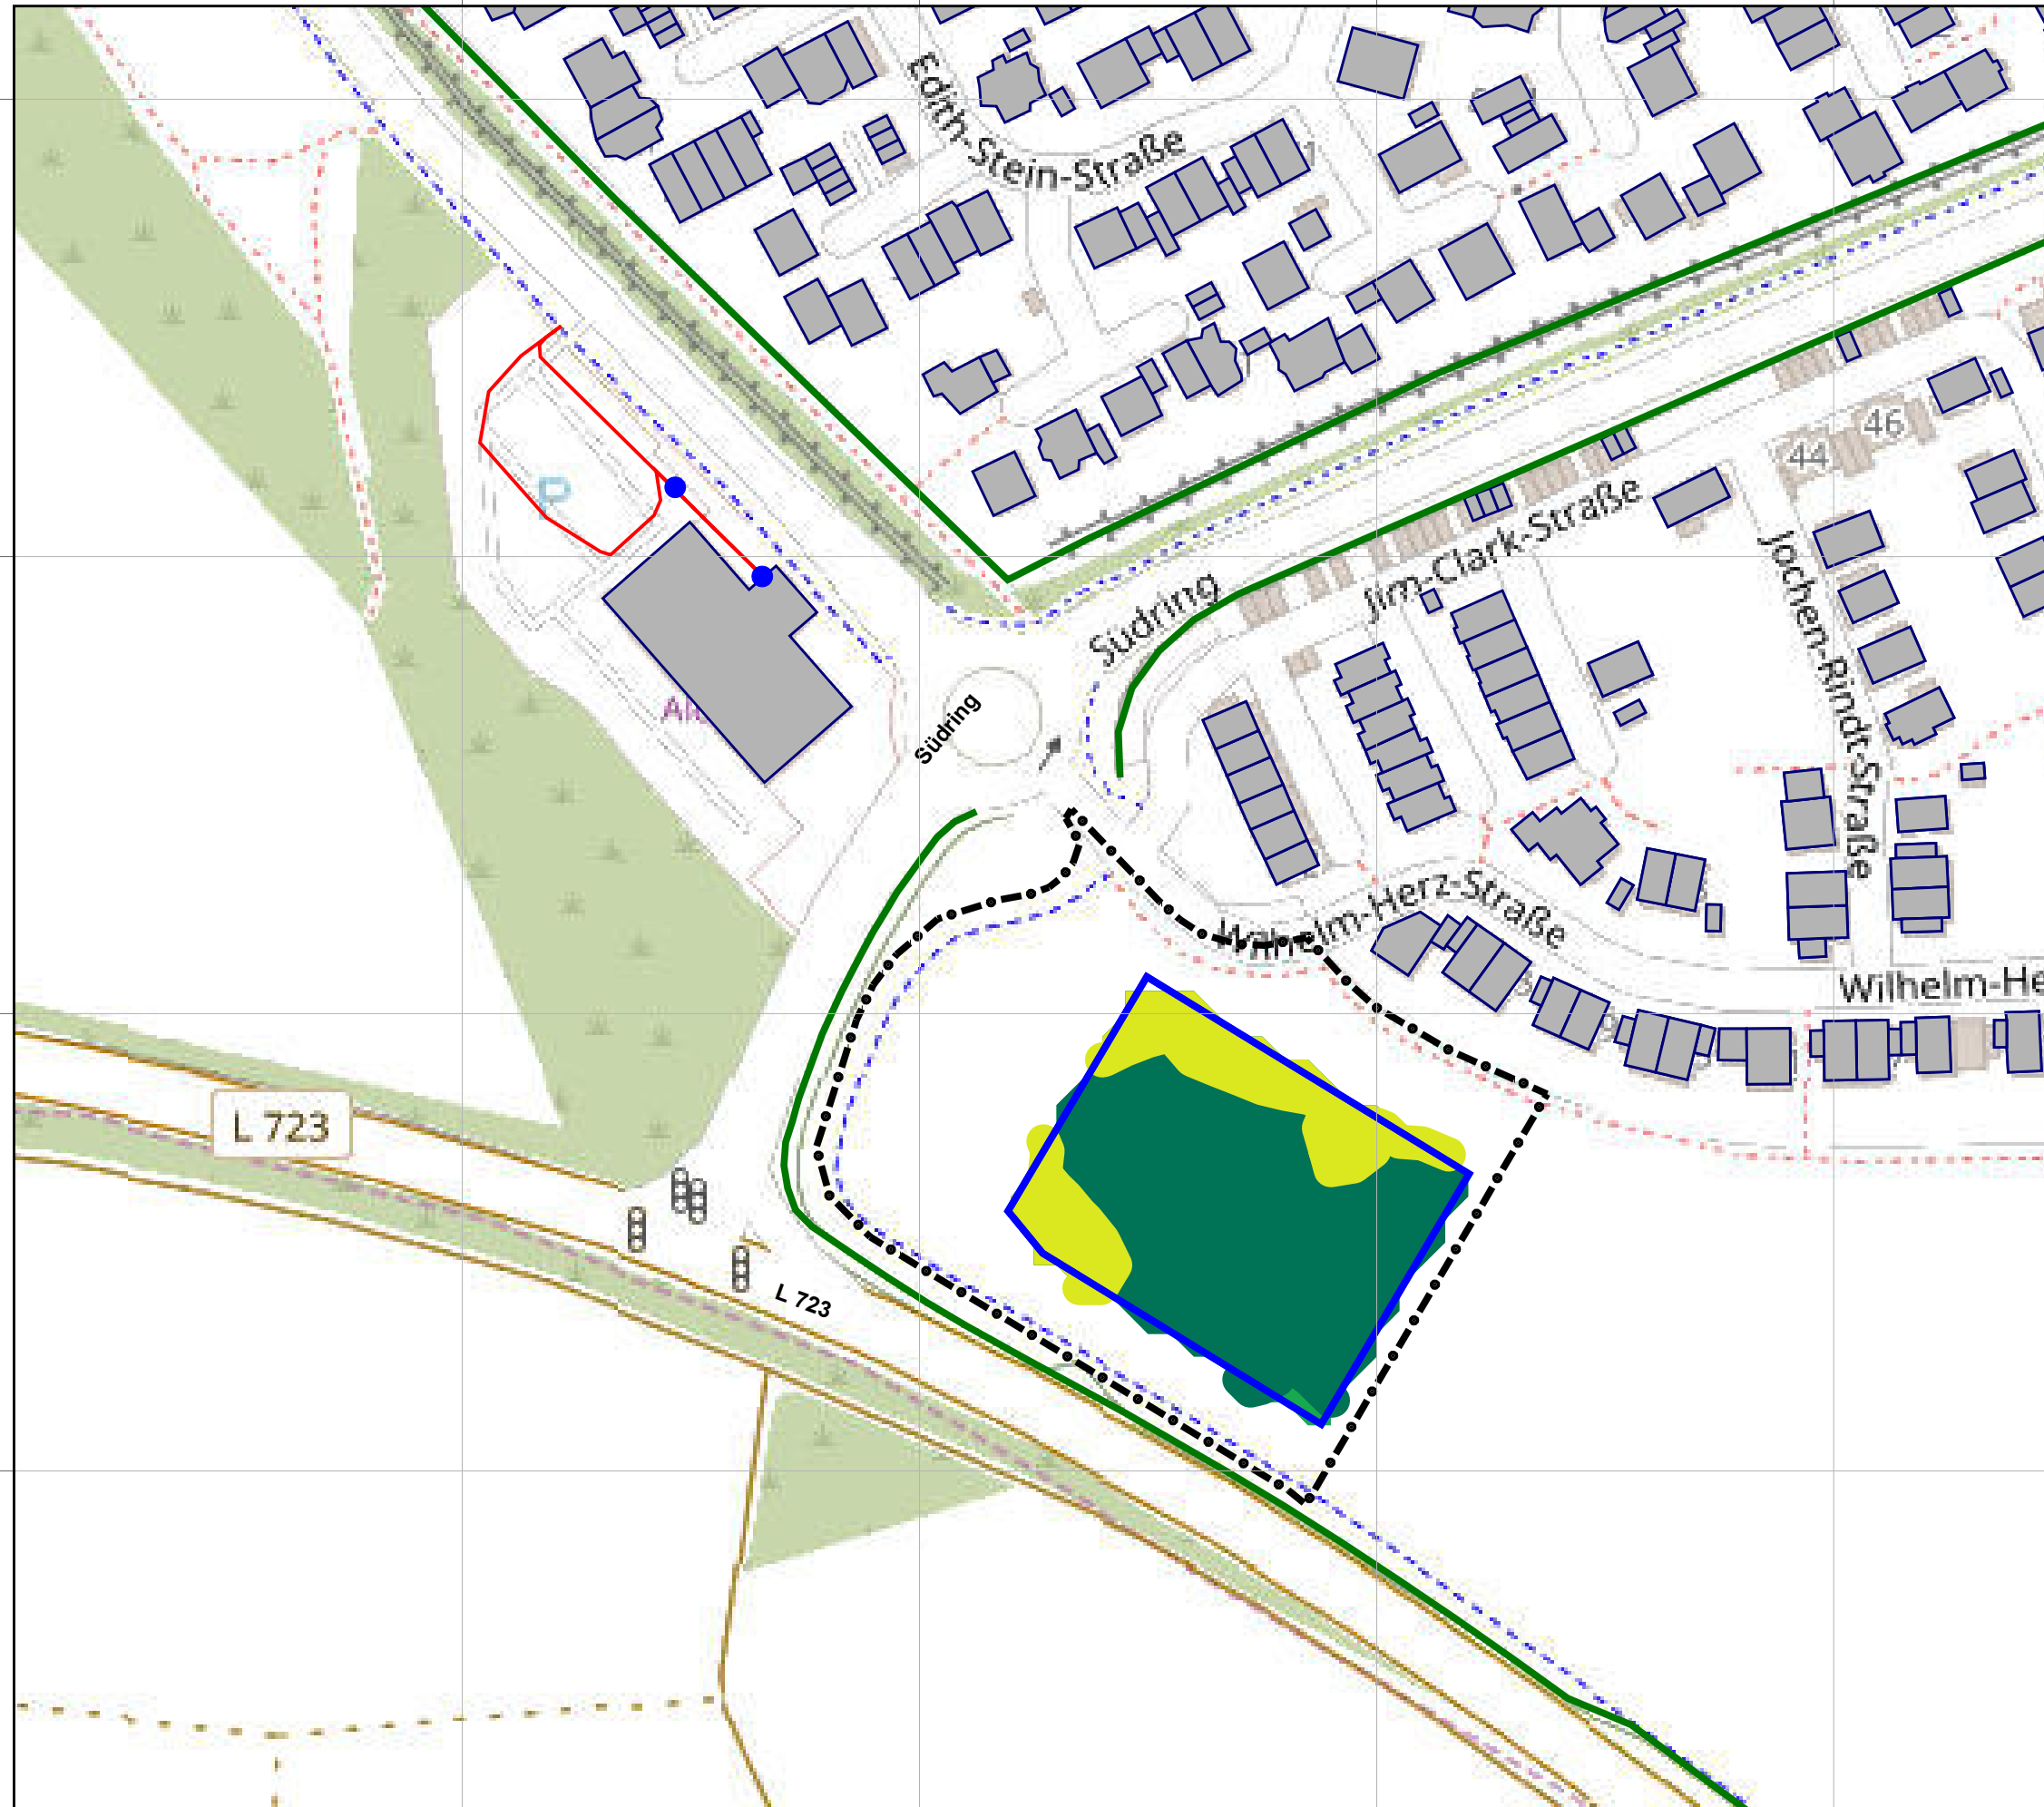 Edith-Stein-Straße
46
44
Jim-Clark-Straße
Südring
Jochen-Rindt-Straße
P
Südring
Wilhelm-Herz-Straße
Wilhelm-He
L 723
L 723